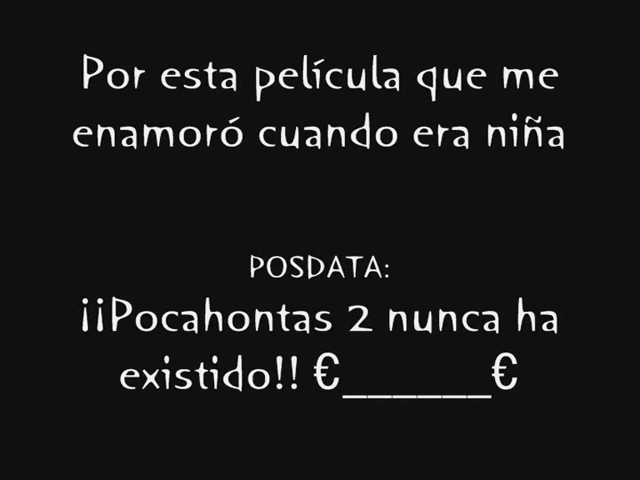 Por esta película que me
enamoró cuando era niña
POSDATA:
¡¡Pocahontas 2 nunca ha
existido!! €______€